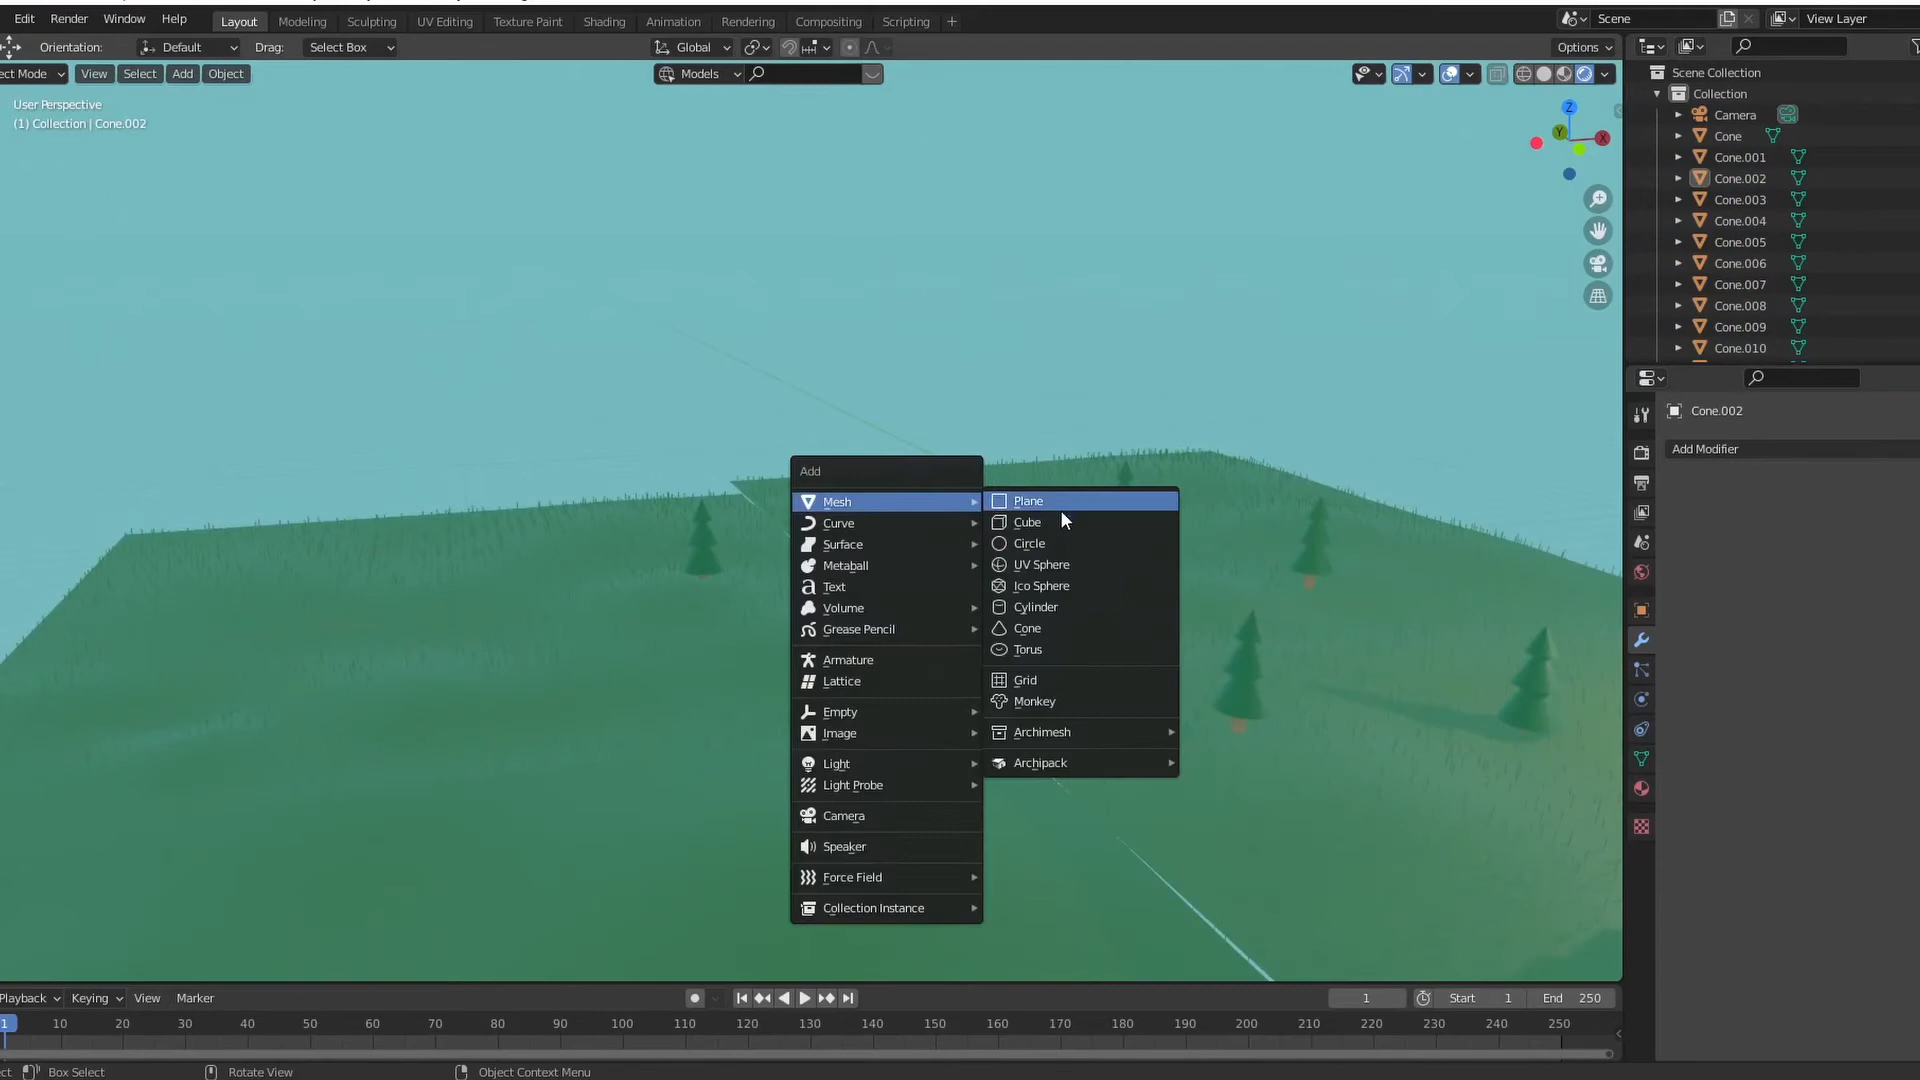 Edit Render Window Help Layout Modeling Sculpting UV Editing Texture Paint Shading Animation Rendering Compositing Scripting + Scene View Layer
Orientation: Default Drag: Select Box Global Options
ect Mode View Select Add Object Models
User Perspective
(1) Collection | Cone.002
Z
Y
X
Scene Collection
Collection
Camera
Cone
Cone.001
Cone.002
Cone.003
Cone.004
Cone.005
Cone.006
Cone.007
Cone.008
Cone.009
Cone.010
Cone.002
Add Modifier
Add
Mesh
Curve
Surface
Metaball
Text
Volume
Grease Pencil
Armature
Lattice
Empty
Image
Light
Light Probe
Camera
Speaker
Force Field
Collection Instance
Plane
Cube
Circle
UV Sphere
Ico Sphere
Cylinder
Cone
Torus
Grid
Monkey
Archimesh
Archipack
Playback Keying View Marker 1 Start 1 End 250
1 10 20 30 40 50 60 70 80 90 100 110 120 130 140 150 160 170 180 190 200 210 220 230 240 250
ect Box Select Rotate View Object Context Menu